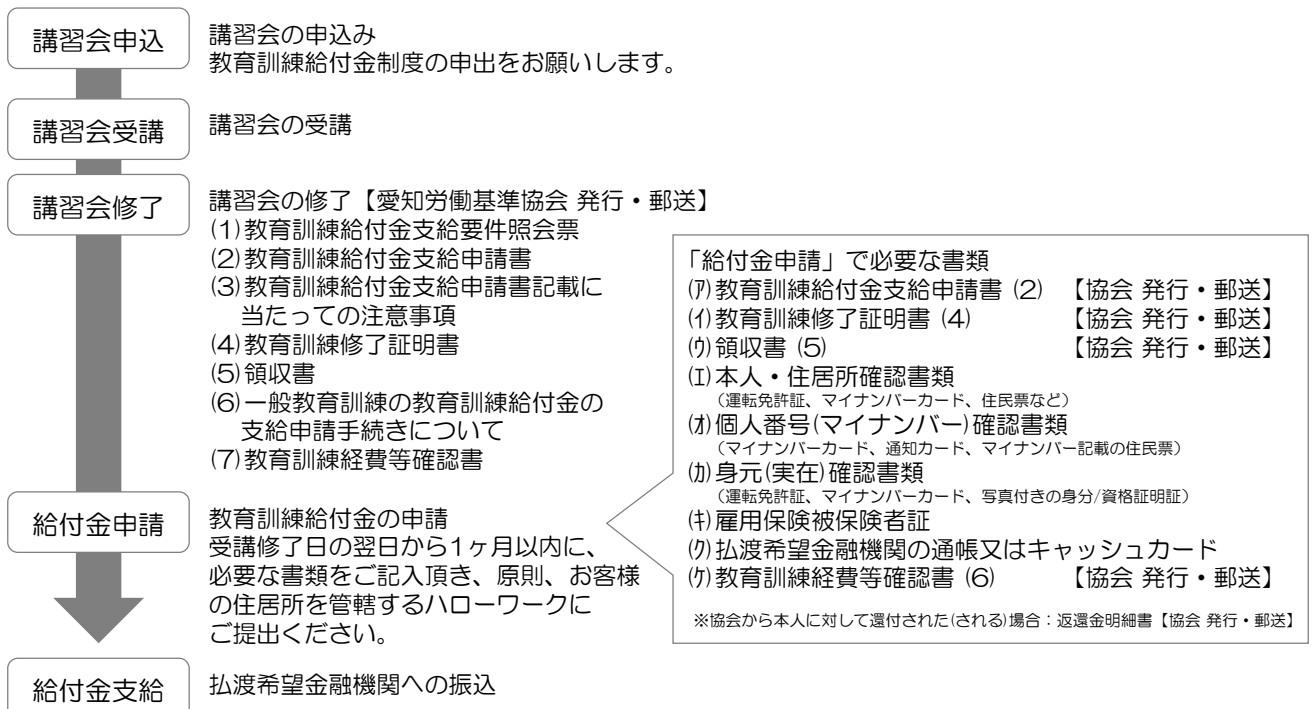 講習会申込
講習会の申込み
教育訓練給付金制度の申出をお願いします。
講習会受講
講習会の受講
講習会修了
講習会の修了【愛知労働基準協会 発行・郵送】
(1)教育訓練給付金支給要件照会票
(2)教育訓練給付金支給申請書
(3)教育訓練給付金支給申請書記載に
当たっての注意事項
(4)教育訓練修了証明書
(5)領収書
(6)一般教育訓練の教育訓練給付金の
支給申請手続きについて
(7)教育訓練経費等確認書
給付金申請
教育訓練給付金の申請
受講修了日の翌日から1ヶ月以内に、
必要な書類をご記入頂き、原則、お客様
の住居所を管轄するハローワークに
ご提出ください。
「給付金申請」で必要な書類
(ｱ)教育訓練給付金支給申請書 (2) 【協会 発行・郵送】
(ｲ)教育訓練修了証明書 (4) 【協会 発行・郵送】
(ｳ)領収書 (5) 【協会 発行・郵送】
(ｴ)本人・住居所確認書類
（運転免許証、マイナンバーカード、住民票など）
(ｵ)個人番号(マイナンバー)確認書類
（マイナンバーカード、通知カード、マイナンバー記載の住民票）
(ｶ)身元(実在)確認書類
（運転免許証、マイナンバーカード、写真付きの身分/資格証明証）
(ｷ)雇用保険被保険者証
(ｸ)払渡希望金融機関の通帳又はキャッシュカード
(ｹ)教育訓練経費等確認書 (6) 【協会 発行・郵送】
※協会から本人に対して還付された(される)場合：返還金明細書【協会 発行・郵送】
給付金支給
払渡希望金融機関への振込